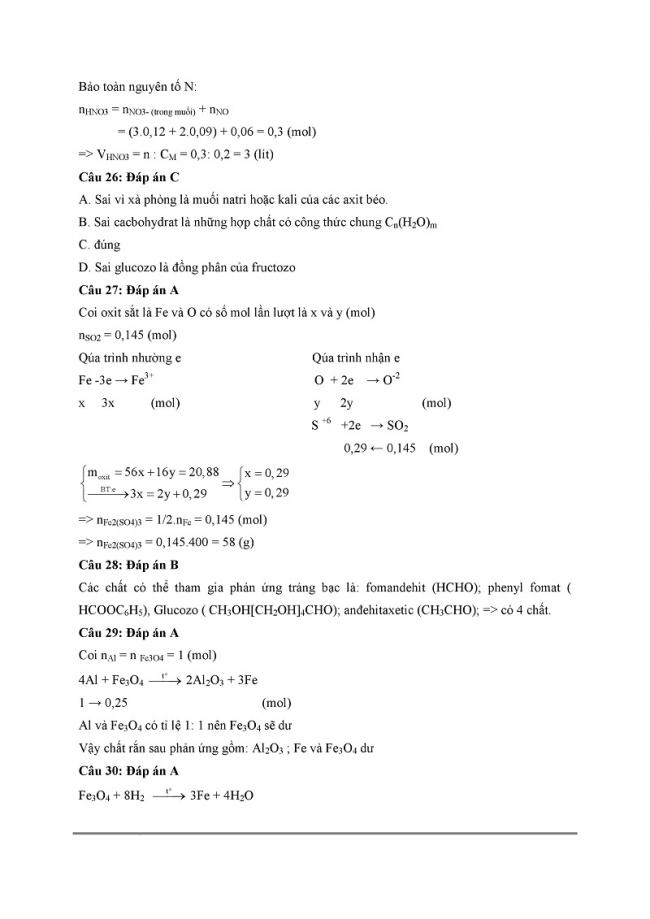 Bảo toàn nguyên tố N:
nHNO3 = nNO3- (trong muối) + nNO
= (3.0,12 + 2.0,09) + 0,06 = 0,3 (mol)
=> VHNO3 = n : CM = 0,3: 0,2 = 3 (lit)
Câu 26: Đáp án C
A. Sai vì xà phòng là muối natri hoặc kali của các axit béo.
B. Sai cacbohydrat là những hợp chất có công thức chung Cn(H2O)m
C. đúng
D. Sai glucozo là đồng phân của fructozo
Câu 27: Đáp án A
Coi oxit sắt là Fe và O có số mol lần lượt là x và y (mol)
nSO2 = 0,145 (mol)
Qúa trình nhường e Qúa trình nhận e
Fe -3e → Fe3+ O + 2e → O-2
x 3x (mol) y 2y (mol)
S +6 +2e → SO2
0,29 ← 0,145 (mol)
{ moxit = 56x + 16y = 20,88 ⇒ { x = 0,29
BT e → 3x = 2y + 0,29 y = 0,29
=> nFe2(SO4)3 = 1/2.nFe = 0,145 (mol)
=> nFe2(SO4)3 = 0,145.400 = 58 (g)
Câu 28: Đáp án B
Các chất có thể tham gia phản ứng tráng bạc là: fomandehit (HCHO); phenyl fomat (
HCOOC6H5), Glucozo ( CH3OH[CH2OH]4CHO); anđehitaxetic (CH3CHO); => có 4 chất.
Câu 29: Đáp án A
Coi nAl = n Fe3O4 = 1 (mol)
4Al + Fe3O4 t° → 2Al2O3 + 3Fe
1 → 0,25 (mol)
Al và Fe3O4 có tỉ lệ 1: 1 nên Fe3O4 sẽ dư
Vậy chất rắn sau phản ứng gồm: Al2O3 ; Fe và Fe3O4 dư
Câu 30: Đáp án A
Fe3O4 + 8H2 t° → 3Fe + 4H2O